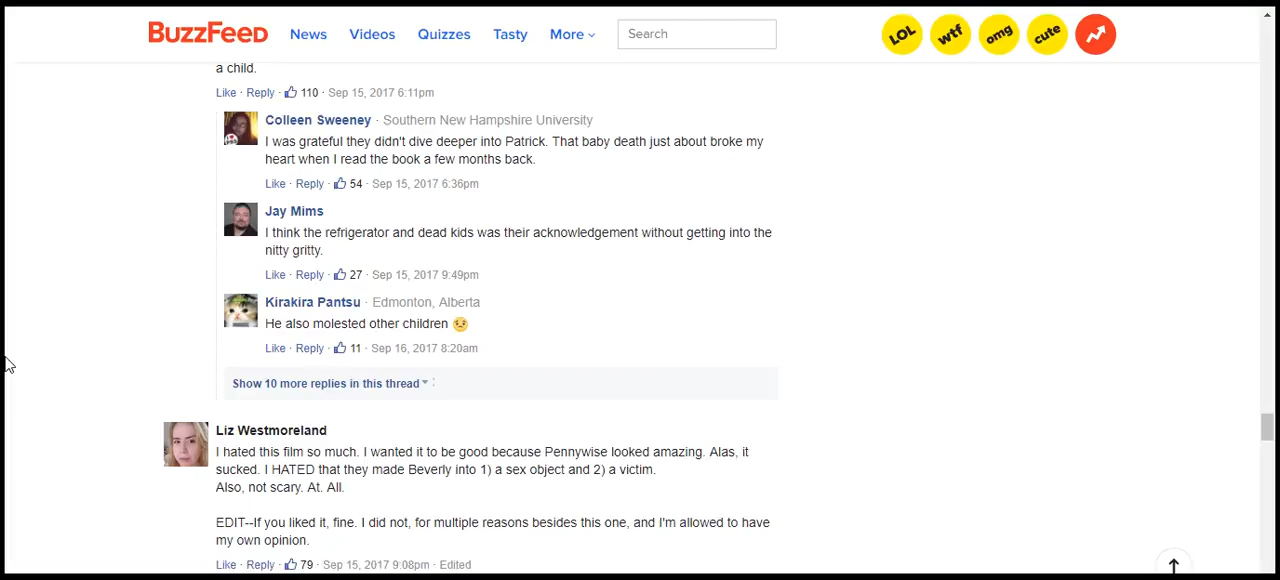 BuzzFeed News Videos Quizzes Tasty More Search LOL wtf omg cute
a child.
Like · Reply · 110 · Sep 15, 2017 6:11pm
Colleen Sweeney · Southern New Hampshire University
I was grateful they didn't dive deeper into Patrick. That baby death just about broke my
heart when I read the book a few months back.
Like · Reply · 54 · Sep 15, 2017 6:36pm
Jay Mims
I think the refrigerator and dead kids was their acknowledgement without getting into the
nitty gritty.
Like · Reply · 27 · Sep 15, 2017 9:49pm
Kirakira Pantsu · Edmonton, Alberta
He also molested other children 😟
Like · Reply · 11 · Sep 16, 2017 8:20am
Show 10 more replies in this thread
Liz Westmoreland
I hated this film so much. I wanted it to be good because Pennywise looked amazing. Alas, it
sucked. I HATED that they made Beverly into 1) a sex object and 2) a victim.
Also, not scary. At. All.
EDIT--If you liked it, fine. I did not, for multiple reasons besides this one, and I'm allowed to have
my own opinion.
Like · Reply · 79 · Sep 15, 2017 9:08pm · Edited